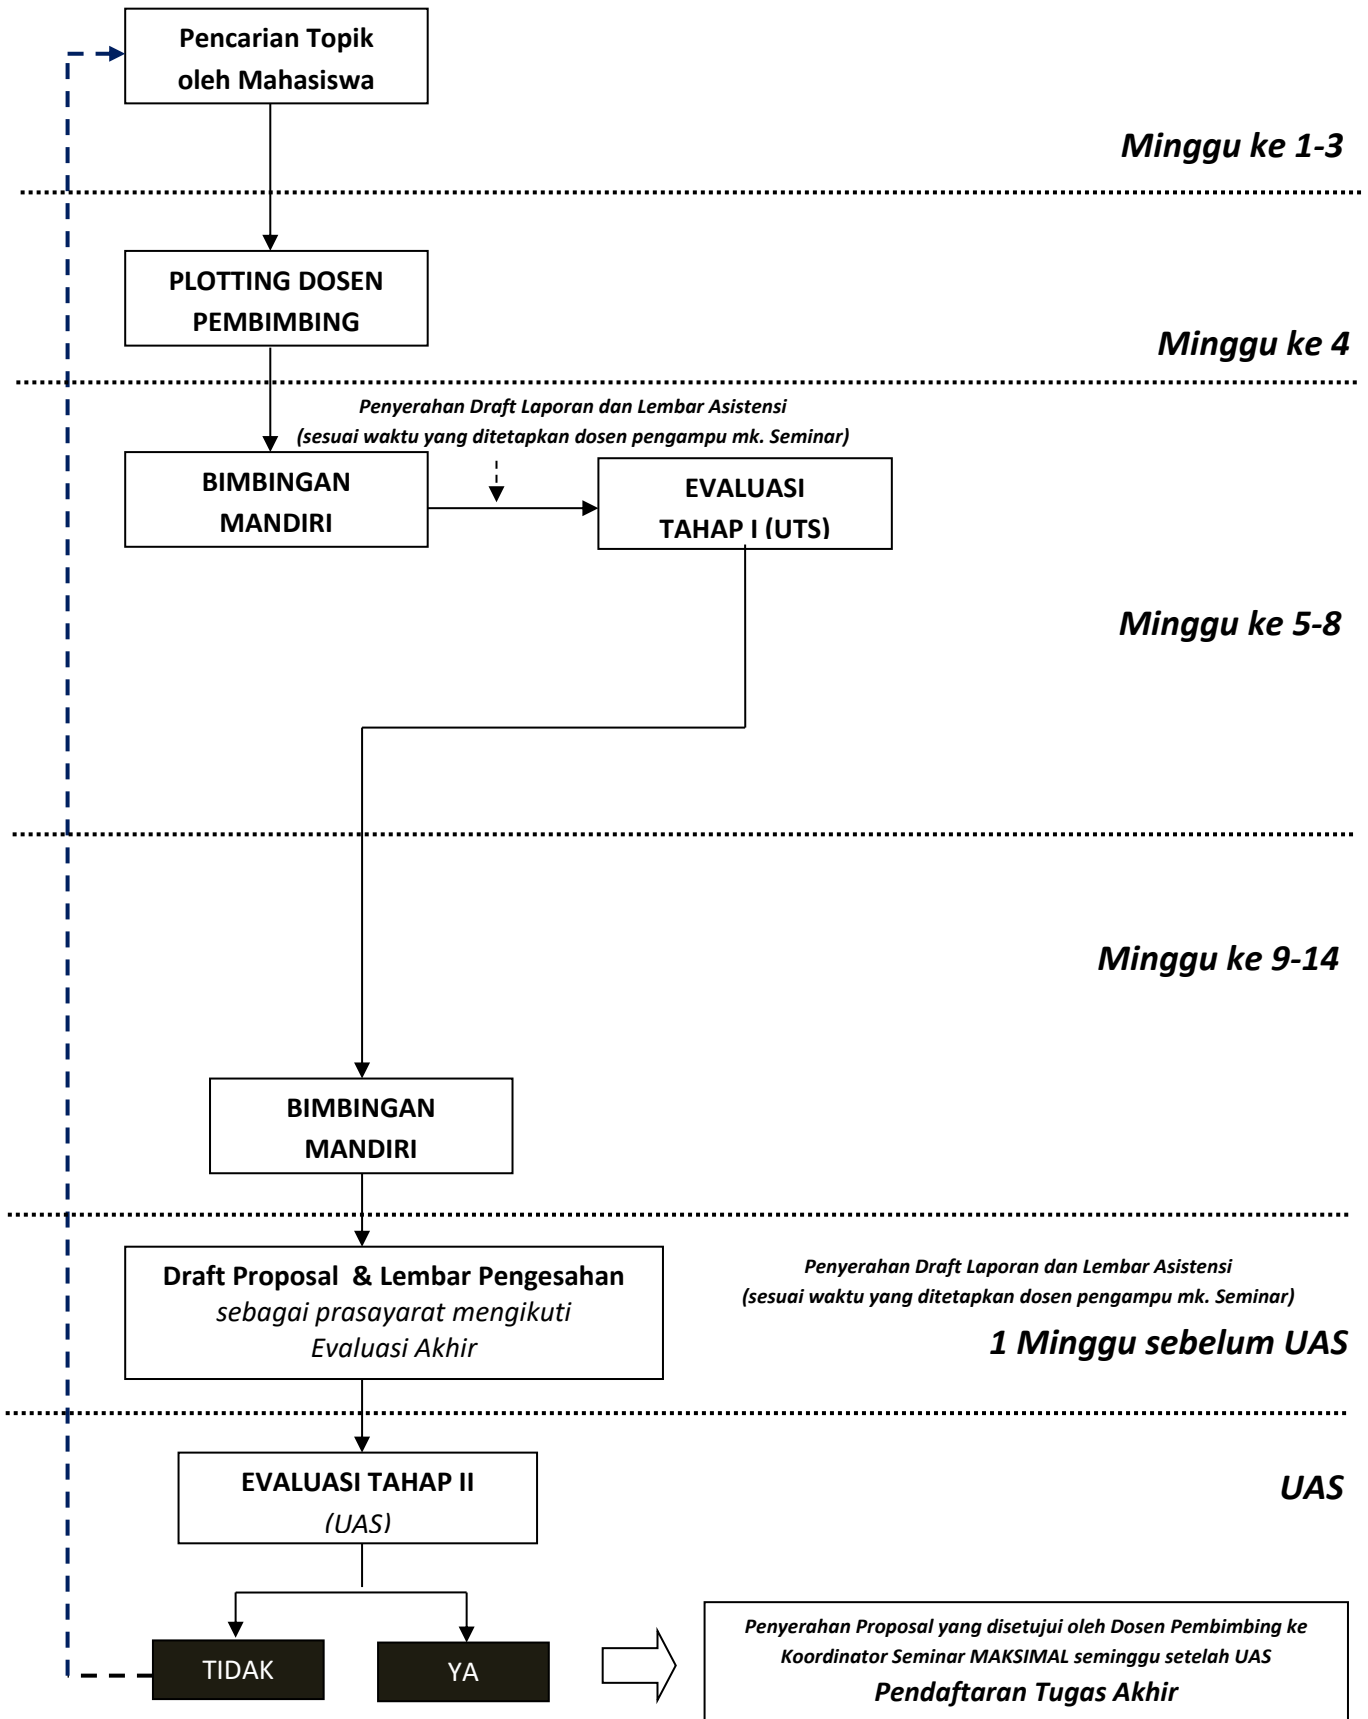 Pencarian Topik
oleh Mahasiswa
Minggu ke 1-3
PLOTTING DOSEN
PEMBIMBING
Minggu ke 4
Penyerahan Draft Laporan dan Lembar Asistensi
(sesuai waktu yang ditetapkan dosen pengampu mk. Seminar)
BIMBINGAN
MANDIRI
EVALUASI
TAHAP I (UTS)
Minggu ke 5-8
Minggu ke 9-14
BIMBINGAN
MANDIRI
Draft Proposal & Lembar Pengesahan
sebagai prasayarat mengikuti
Evaluasi Akhir
Penyerahan Draft Laporan dan Lembar Asistensi
(sesuai waktu yang ditetapkan dosen pengampu mk. Seminar)
1 Minggu sebelum UAS
EVALUASI TAHAP II
(UAS)
UAS
TIDAK
YA
Penyerahan Proposal yang disetujui oleh Dosen Pembimbing ke
Koordinator Seminar MAKSIMAL seminggu setelah UAS
Pendaftaran Tugas Akhir